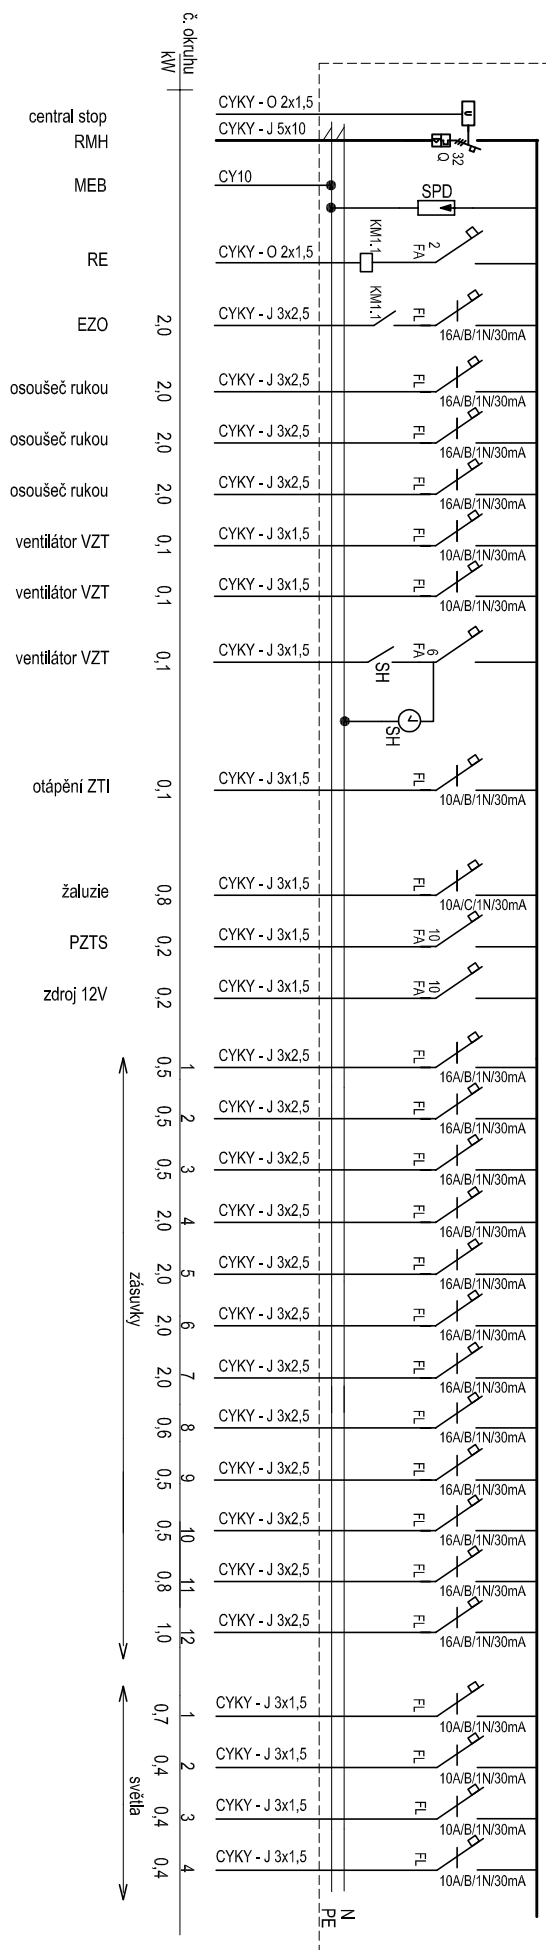 č. okruhu
kW
central stop
CYKY - O 2x1,5
U
RMH
CYKY - J 5x10
Q
32
MEB
CY10
SPD
RE
CYKY - O 2x1,5
KM1.1
FA
2
EZO
2,0
CYKY - J 3x2,5
KM1.1
FL
16A/B/1N/30mA
osoušeč rukou
2,0
CYKY - J 3x2,5
FL
16A/B/1N/30mA
osoušeč rukou
2,0
CYKY - J 3x2,5
FL
16A/B/1N/30mA
osoušeč rukou
2,0
CYKY - J 3x2,5
FL
16A/B/1N/30mA
ventilátor VZT
0,1
CYKY - J 3x1,5
FL
10A/B/1N/30mA
ventilátor VZT
0,1
CYKY - J 3x1,5
FL
10A/B/1N/30mA
ventilátor VZT
0,1
CYKY - J 3x1,5
SH
FA
6
SH
otápění ZTI
0,1
CYKY - J 3x1,5
FL
10A/B/1N/30mA
žaluzie
0,8
CYKY - J 3x1,5
FL
10A/C/1N/30mA
PZTS
0,2
CYKY - J 3x1,5
FA
10
zdroj 12V
0,2
CYKY - J 3x1,5
FA
10
zásuvky
0,5
1
CYKY - J 3x2,5
FL
16A/B/1N/30mA
0,5
2
CYKY - J 3x2,5
FL
16A/B/1N/30mA
0,5
3
CYKY - J 3x2,5
FL
16A/B/1N/30mA
2,0
4
CYKY - J 3x2,5
FL
16A/B/1N/30mA
2,0
5
CYKY - J 3x2,5
FL
16A/B/1N/30mA
2,0
6
CYKY - J 3x2,5
FL
16A/B/1N/30mA
2,0
7
CYKY - J 3x2,5
FL
16A/B/1N/30mA
0,6
8
CYKY - J 3x2,5
FL
16A/B/1N/30mA
0,5
9
CYKY - J 3x2,5
FL
16A/B/1N/30mA
0,5
10
CYKY - J 3x2,5
FL
16A/B/1N/30mA
0,8
11
CYKY - J 3x2,5
FL
16A/B/1N/30mA
1,0
12
CYKY - J 3x2,5
FL
16A/B/1N/30mA
světla
0,7
1
CYKY - J 3x1,5
FL
10A/B/1N/30mA
0,4
2
CYKY - J 3x1,5
FL
10A/B/1N/30mA
0,4
3
CYKY - J 3x1,5
FL
10A/B/1N/30mA
0,4
4
CYKY - J 3x1,5
FL
10A/B/1N/30mA
N
PE